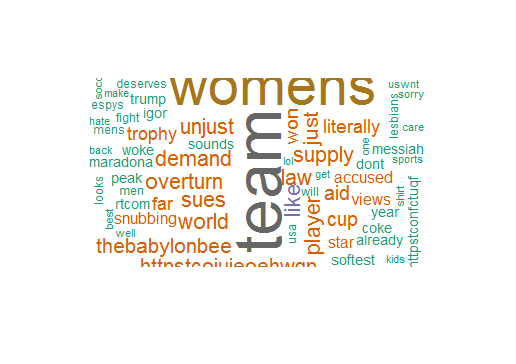 womens
team
deserves
socc
make
espys
trump
hate
fight
igor
mens
trophy
unjust
won
just
literally
uswnt
sorry
lesbians
care
back
woke
sounds
maradona
demand
lol
supply
one
messiah
dont
sports
looks
peak
men
overturn
law
get
accused
rtcom
far
sues
like
will
aid
views
shirt
best
snubbing
world
usa
player
cup
year
coke
well
thebabylonbee
star
already
softest
kids
httpstconfctuqf